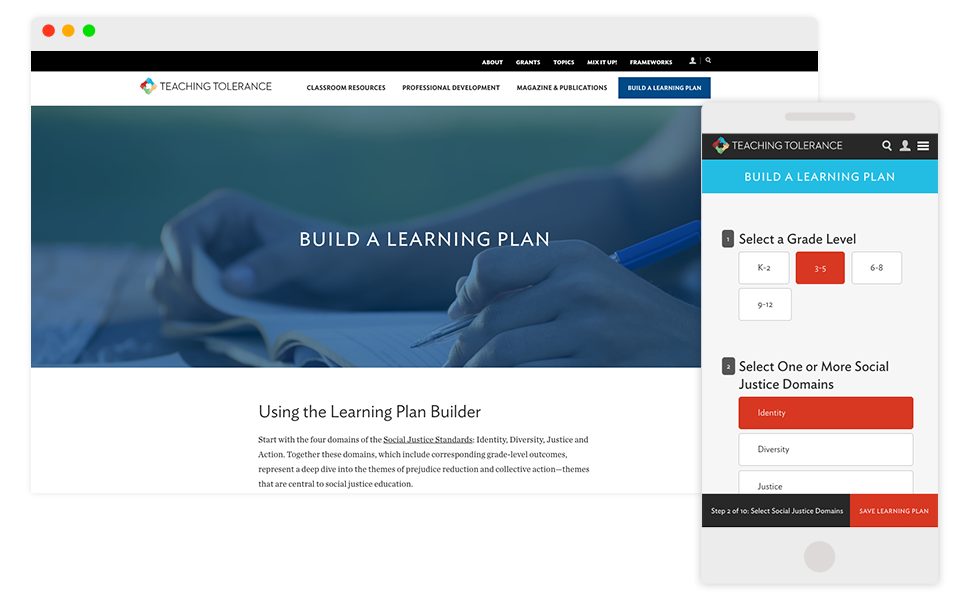 ABOUT GRANTS TOPICS MIX IT UP! FRAMEWORKS
TEACHING TOLERANCE CLASSROOM RESOURCES PROFESSIONAL DEVELOPMENT MAGAZINE & PUBLICATIONS BUILD A LEARNING PLAN
BUILD A LEARNING PLAN
Using the Learning Plan Builder
Start with the four domains of the Social Justice Standards: Identity, Diversity, Justice and
Action. Together these domains, which include corresponding grade-level outcomes,
represent a deep dive into the themes of prejudice reduction and collective action—themes
that are central to social justice education.
TEACHING TOLERANCE
BUILD A LEARNING PLAN
1 Select a Grade Level
K-2 3-5 6-8
9-12
2 Select One or More Social
Justice Domains
Identity
Diversity
Justice
Step 2 of 10: Select Social Justice Domains SAVE LEARNING PLAN